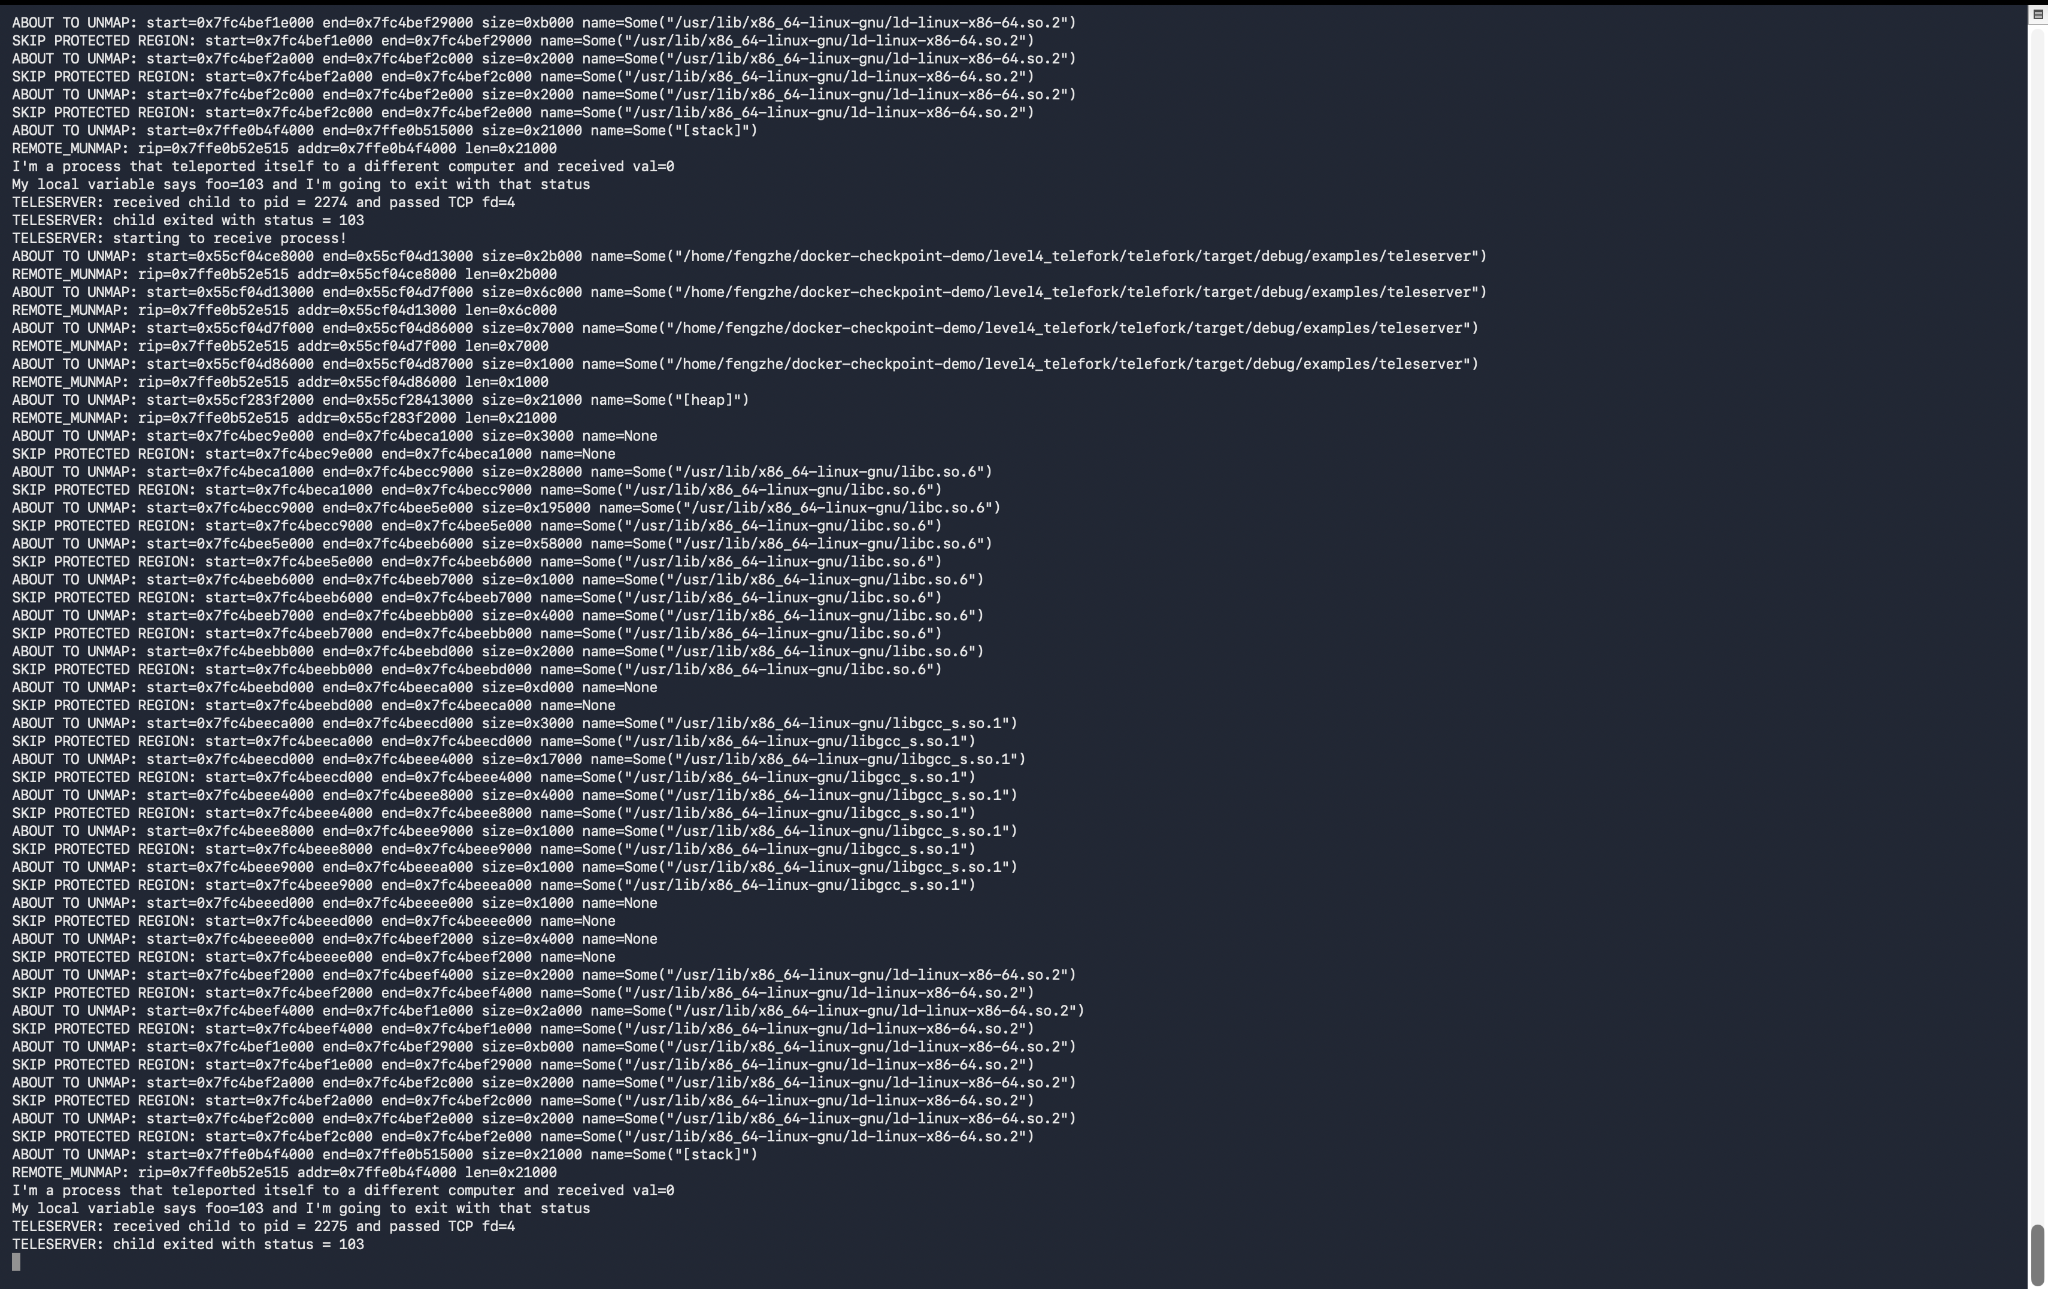 ABOUT TO UNMAP: start=0x7fc4bef1e000 end=0x7fc4bef29000 size=0xb000 name=Some("/usr/lib/x86_64-linux-gnu/ld-linux-x86-64.so.2")
SKIP PROTECTED REGION: start=0x7fc4bef1e000 end=0x7fc4bef29000 name=Some("/usr/lib/x86_64-linux-gnu/ld-linux-x86-64.so.2")
ABOUT TO UNMAP: start=0x7fc4bef2a000 end=0x7fc4bef2c000 size=0x2000 name=Some("/usr/lib/x86_64-linux-gnu/ld-linux-x86-64.so.2")
SKIP PROTECTED REGION: start=0x7fc4bef2a000 end=0x7fc4bef2c000 name=Some("/usr/lib/x86_64-linux-gnu/ld-linux-x86-64.so.2")
ABOUT TO UNMAP: start=0x7fc4bef2c000 end=0x7fc4bef2e000 size=0x2000 name=Some("/usr/lib/x86_64-linux-gnu/ld-linux-x86-64.so.2")
SKIP PROTECTED REGION: start=0x7fc4bef2c000 end=0x7fc4bef2e000 name=Some("/usr/lib/x86_64-linux-gnu/ld-linux-x86-64.so.2")
ABOUT TO UNMAP: start=0x7ffe0b4f4000 end=0x7ffe0b515000 size=0x21000 name=Some("[stack]")
REMOTE_MUNMAP: rip=0x7ffe0b52e515 addr=0x7ffe0b4f4000 len=0x21000
I'm a process that teleported itself to a different computer and received val=0
My local variable says foo=103 and I'm going to exit with that status
TELESERVER: received child to pid = 2274 and passed TCP fd=4
TELESERVER: child exited with status = 103
TELESERVER: starting to receive process!
ABOUT TO UNMAP: start=0x55cf04ce8000 end=0x55cf04d13000 size=0x2b000 name=Some("/home/fengzhe/docker-checkpoint-demo/level4_telefork/telefork/target/debug/examples/teleserver")
REMOTE_MUNMAP: rip=0x7ffe0b52e515 addr=0x55cf04ce8000 len=0x2b000
ABOUT TO UNMAP: start=0x55cf04d13000 end=0x55cf04d7f000 size=0x6c000 name=Some("/home/fengzhe/docker-checkpoint-demo/level4_telefork/telefork/target/debug/examples/teleserver")
REMOTE_MUNMAP: rip=0x7ffe0b52e515 addr=0x55cf04d13000 len=0x6c000
ABOUT TO UNMAP: start=0x55cf04d7f000 end=0x55cf04d86000 size=0x7000 name=Some("/home/fengzhe/docker-checkpoint-demo/level4_telefork/telefork/target/debug/examples/teleserver")
REMOTE_MUNMAP: rip=0x7ffe0b52e515 addr=0x55cf04d7f000 len=0x7000
ABOUT TO UNMAP: start=0x55cf04d86000 end=0x55cf04d87000 size=0x1000 name=Some("/home/fengzhe/docker-checkpoint-demo/level4_telefork/telefork/target/debug/examples/teleserver")
REMOTE_MUNMAP: rip=0x7ffe0b52e515 addr=0x55cf04d86000 len=0x1000
ABOUT TO UNMAP: start=0x55cf283f2000 end=0x55cf28413000 size=0x21000 name=Some("[heap]")
REMOTE_MUNMAP: rip=0x7ffe0b52e515 addr=0x55cf283f2000 len=0x21000
ABOUT TO UNMAP: start=0x7fc4bec9e000 end=0x7fc4beca1000 size=0x3000 name=None
SKIP PROTECTED REGION: start=0x7fc4bec9e000 end=0x7fc4beca1000 name=None
ABOUT TO UNMAP: start=0x7fc4beca1000 end=0x7fc4becc9000 size=0x28000 name=Some("/usr/lib/x86_64-linux-gnu/libc.so.6")
SKIP PROTECTED REGION: start=0x7fc4beca1000 end=0x7fc4becc9000 name=Some("/usr/lib/x86_64-linux-gnu/libc.so.6")
ABOUT TO UNMAP: start=0x7fc4becc9000 end=0x7fc4bee5e000 size=0x195000 name=Some("/usr/lib/x86_64-linux-gnu/libc.so.6")
SKIP PROTECTED REGION: start=0x7fc4becc9000 end=0x7fc4bee5e000 name=Some("/usr/lib/x86_64-linux-gnu/libc.so.6")
ABOUT TO UNMAP: start=0x7fc4bee5e000 end=0x7fc4beeb6000 size=0x58000 name=Some("/usr/lib/x86_64-linux-gnu/libc.so.6")
SKIP PROTECTED REGION: start=0x7fc4bee5e000 end=0x7fc4beeb6000 name=Some("/usr/lib/x86_64-linux-gnu/libc.so.6")
ABOUT TO UNMAP: start=0x7fc4beeb6000 end=0x7fc4beeb7000 size=0x1000 name=Some("/usr/lib/x86_64-linux-gnu/libc.so.6")
SKIP PROTECTED REGION: start=0x7fc4beeb6000 end=0x7fc4beeb7000 name=Some("/usr/lib/x86_64-linux-gnu/libc.so.6")
ABOUT TO UNMAP: start=0x7fc4beeb7000 end=0x7fc4beebb000 size=0x4000 name=Some("/usr/lib/x86_64-linux-gnu/libc.so.6")
SKIP PROTECTED REGION: start=0x7fc4beeb7000 end=0x7fc4beebb000 name=Some("/usr/lib/x86_64-linux-gnu/libc.so.6")
ABOUT TO UNMAP: start=0x7fc4beebb000 end=0x7fc4beebd000 size=0x2000 name=Some("/usr/lib/x86_64-linux-gnu/libc.so.6")
SKIP PROTECTED REGION: start=0x7fc4beebb000 end=0x7fc4beebd000 name=Some("/usr/lib/x86_64-linux-gnu/libc.so.6")
ABOUT TO UNMAP: start=0x7fc4beebd000 end=0x7fc4beeca000 size=0xd000 name=None
SKIP PROTECTED REGION: start=0x7fc4beebd000 end=0x7fc4beeca000 name=None
ABOUT TO UNMAP: start=0x7fc4beeca000 end=0x7fc4beecd000 size=0x3000 name=Some("/usr/lib/x86_64-linux-gnu/libgcc_s.so.1")
SKIP PROTECTED REGION: start=0x7fc4beeca000 end=0x7fc4beecd000 name=Some("/usr/lib/x86_64-linux-gnu/libgcc_s.so.1")
ABOUT TO UNMAP: start=0x7fc4beecd000 end=0x7fc4beee4000 size=0x17000 name=Some("/usr/lib/x86_64-linux-gnu/libgcc_s.so.1")
SKIP PROTECTED REGION: start=0x7fc4beecd000 end=0x7fc4beee4000 name=Some("/usr/lib/x86_64-linux-gnu/libgcc_s.so.1")
ABOUT TO UNMAP: start=0x7fc4beee4000 end=0x7fc4beee8000 size=0x4000 name=Some("/usr/lib/x86_64-linux-gnu/libgcc_s.so.1")
SKIP PROTECTED REGION: start=0x7fc4beee4000 end=0x7fc4beee8000 name=Some("/usr/lib/x86_64-linux-gnu/libgcc_s.so.1")
ABOUT TO UNMAP: start=0x7fc4beee8000 end=0x7fc4beee9000 size=0x1000 name=Some("/usr/lib/x86_64-linux-gnu/libgcc_s.so.1")
SKIP PROTECTED REGION: start=0x7fc4beee8000 end=0x7fc4beee9000 name=Some("/usr/lib/x86_64-linux-gnu/libgcc_s.so.1")
ABOUT TO UNMAP: start=0x7fc4beee9000 end=0x7fc4beeea000 size=0x1000 name=Some("/usr/lib/x86_64-linux-gnu/libgcc_s.so.1")
SKIP PROTECTED REGION: start=0x7fc4beee9000 end=0x7fc4beeea000 name=Some("/usr/lib/x86_64-linux-gnu/libgcc_s.so.1")
ABOUT TO UNMAP: start=0x7fc4beeed000 end=0x7fc4beeee000 size=0x1000 name=None
SKIP PROTECTED REGION: start=0x7fc4beeed000 end=0x7fc4beeee000 name=None
ABOUT TO UNMAP: start=0x7fc4beeee000 end=0x7fc4beef2000 size=0x4000 name=None
SKIP PROTECTED REGION: start=0x7fc4beeee000 end=0x7fc4beef2000 name=None
ABOUT TO UNMAP: start=0x7fc4beef2000 end=0x7fc4beef4000 size=0x2000 name=Some("/usr/lib/x86_64-linux-gnu/ld-linux-x86-64.so.2")
SKIP PROTECTED REGION: start=0x7fc4beef2000 end=0x7fc4beef4000 name=Some("/usr/lib/x86_64-linux-gnu/ld-linux-x86-64.so.2")
ABOUT TO UNMAP: start=0x7fc4beef4000 end=0x7fc4bef1e000 size=0x2a000 name=Some("/usr/lib/x86_64-linux-gnu/ld-linux-x86-64.so.2")
SKIP PROTECTED REGION: start=0x7fc4beef4000 end=0x7fc4bef1e000 name=Some("/usr/lib/x86_64-linux-gnu/ld-linux-x86-64.so.2")
ABOUT TO UNMAP: start=0x7fc4bef1e000 end=0x7fc4bef29000 size=0xb000 name=Some("/usr/lib/x86_64-linux-gnu/ld-linux-x86-64.so.2")
SKIP PROTECTED REGION: start=0x7fc4bef1e000 end=0x7fc4bef29000 name=Some("/usr/lib/x86_64-linux-gnu/ld-linux-x86-64.so.2")
ABOUT TO UNMAP: start=0x7fc4bef2a000 end=0x7fc4bef2c000 size=0x2000 name=Some("/usr/lib/x86_64-linux-gnu/ld-linux-x86-64.so.2")
SKIP PROTECTED REGION: start=0x7fc4bef2a000 end=0x7fc4bef2c000 name=Some("/usr/lib/x86_64-linux-gnu/ld-linux-x86-64.so.2")
ABOUT TO UNMAP: start=0x7fc4bef2c000 end=0x7fc4bef2e000 size=0x2000 name=Some("/usr/lib/x86_64-linux-gnu/ld-linux-x86-64.so.2")
SKIP PROTECTED REGION: start=0x7fc4bef2c000 end=0x7fc4bef2e000 name=Some("/usr/lib/x86_64-linux-gnu/ld-linux-x86-64.so.2")
ABOUT TO UNMAP: start=0x7ffe0b4f4000 end=0x7ffe0b515000 size=0x21000 name=Some("[stack]")
REMOTE_MUNMAP: rip=0x7ffe0b52e515 addr=0x7ffe0b4f4000 len=0x21000
I'm a process that teleported itself to a different computer and received val=0
My local variable says foo=103 and I'm going to exit with that status
TELESERVER: received child to pid = 2275 and passed TCP fd=4
TELESERVER: child exited with status = 103